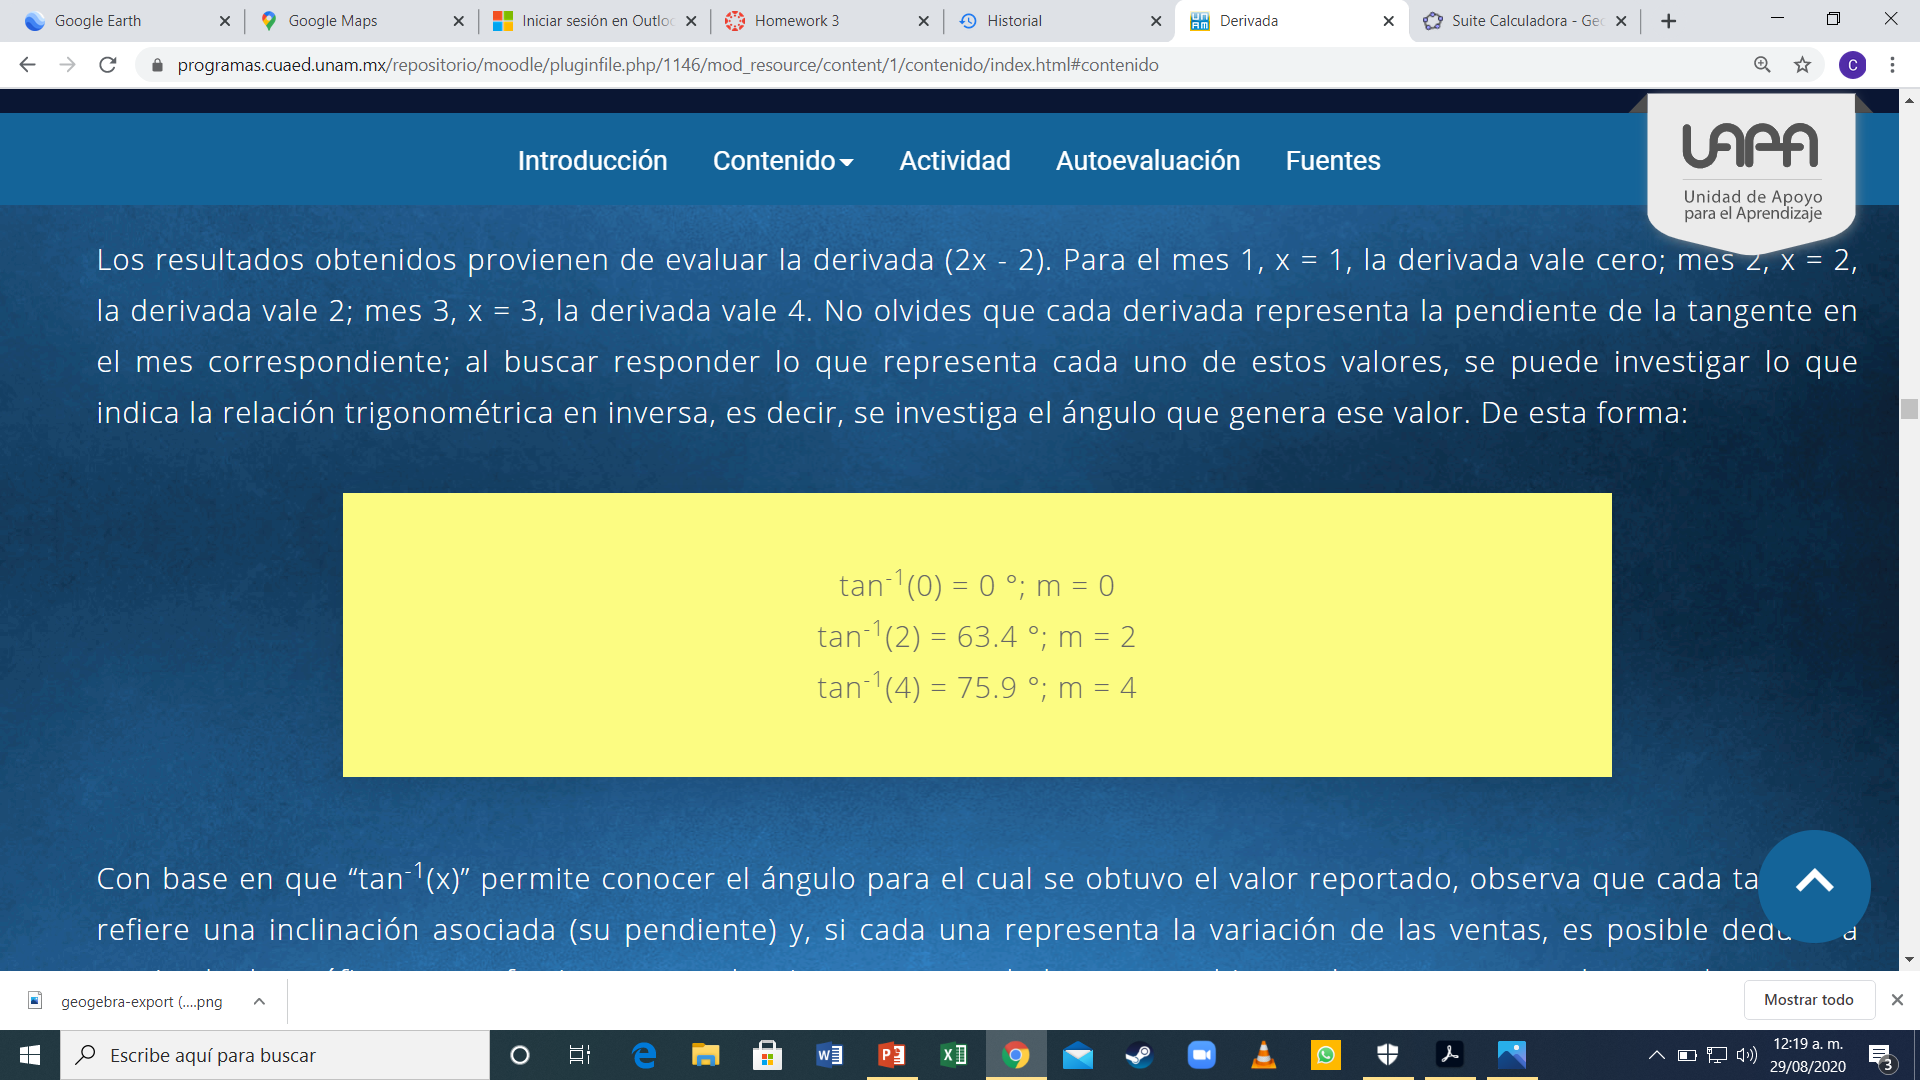 Google Earth
Google Maps
Iniciar sesión en Outlo
Homework 3
Historial
Derivada
Suite Calculadora - Ge
programas.cuaed.unam.mx/repositorio/moodle/pluginfile.php/1146/mod_resource/content/1/contenido/index.html#contenido
C
Introducción
Contenido
Actividad
Autoevaluación
Fuentes
UAPA
Unidad de Apoyo
para el Aprendizaje
Los resultados obtenidos provienen de evaluar la derivada (2x - 2). Para el mes 1, x = 1, la derivada vale cero; mes 2, x = 2,
la derivada vale 2; mes 3, x = 3, la derivada vale 4. No olvides que cada derivada representa la pendiente de la tangente en
el mes correspondiente; al buscar responder lo que representa cada uno de estos valores, se puede investigar lo que
indica la relación trigonométrica en inversa, es decir, se investiga el ángulo que genera ese valor. De esta forma:
tan⁻¹(0) = 0 °; m = 0
tan⁻¹(2) = 63.4 °; m = 2
tan⁻¹(4) = 75.9 °; m = 4
Con base en que “tan⁻¹(x)” permite conocer el ángulo para el cual se obtuvo el valor reportado, observa que cada ta
refiere una inclinación asociada (su pendiente) y, si cada una representa la variación de las ventas, es posible
geogebra-export (....png
Mostrar todo
Escribe aquí para buscar
12:19 a. m.
29/08/2020
3